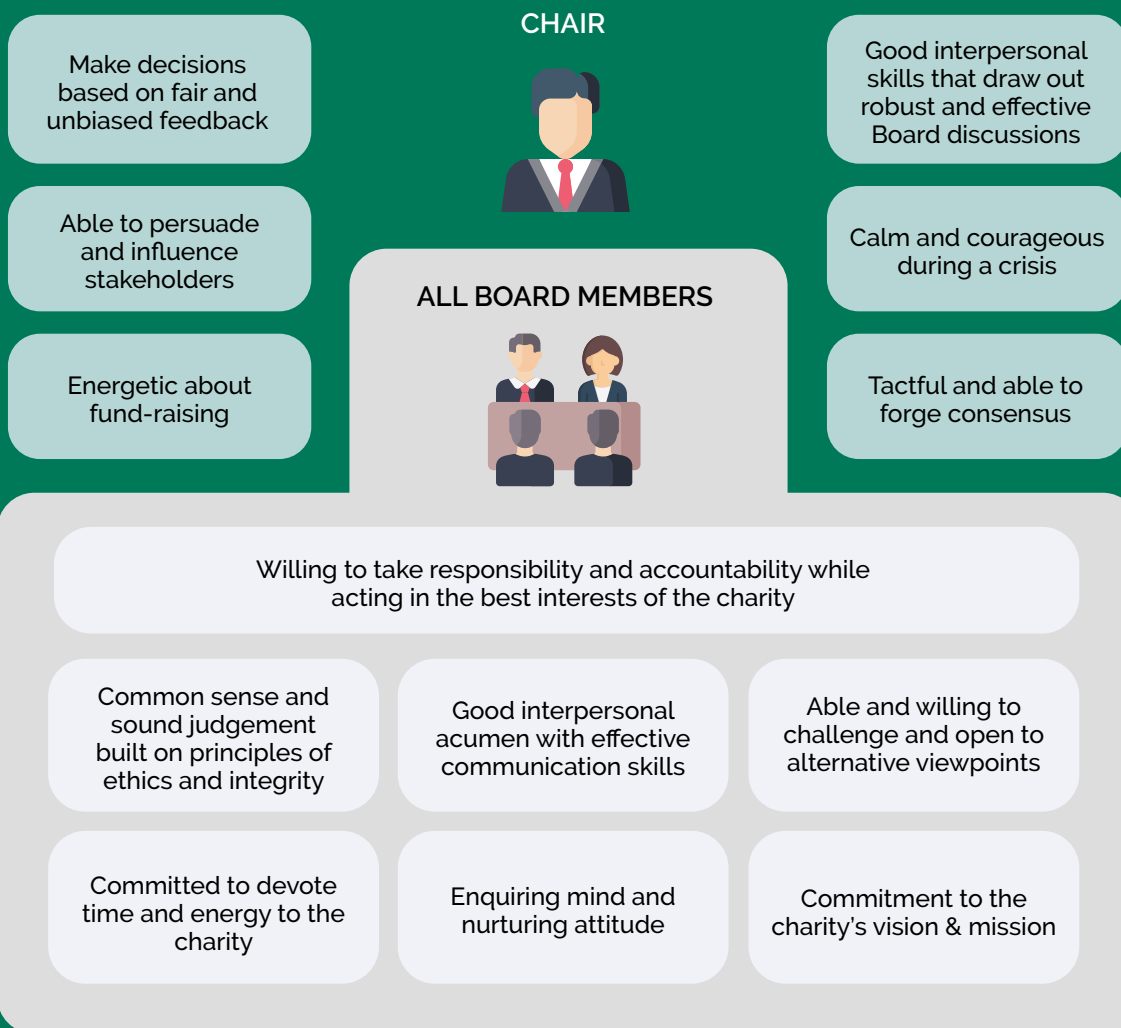 CHAIR
Make decisions
based on fair and
unbiased feedback
Able to persuade
and influence
stakeholders
Energetic about
fund-raising
Good interpersonal
skills that draw out
robust and effective
Board discussions
Calm and courageous
during a crisis
Tactful and able to
forge consensus
ALL BOARD MEMBERS
Willing to take responsibility and accountability while
acting in the best interests of the charity
Common sense and
sound judgement
built on principles of
ethics and integrity
Good interpersonal
acumen with effective
communication skills
Able and willing to
challenge and open to
alternative viewpoints
Committed to devote
time and energy to the
charity
Enquiring mind and
nurturing attitude
Commitment to the
charity’s vision & mission